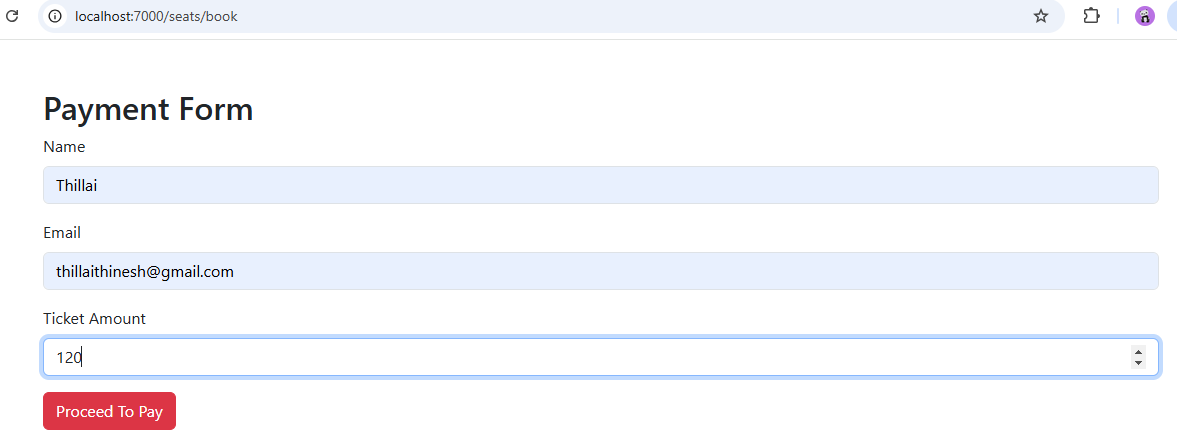 localhost:7000/seats/book
Payment Form
Name
Thillai
Email
thillaithinesh@gmail.com
Ticket Amount
120
Proceed To Pay